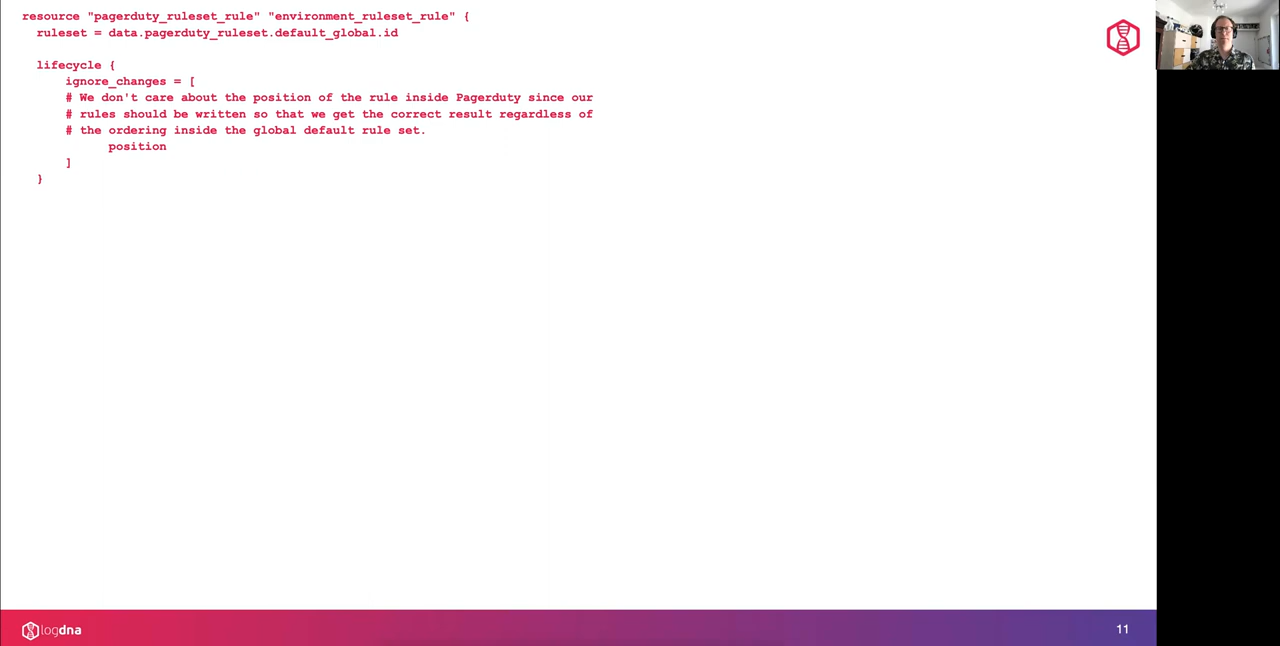 resource "pagerduty_ruleset_rule" "environment_ruleset_rule" {
  ruleset = data.pagerduty_ruleset.default_global.id
  lifecycle {
      ignore_changes = [
      # We don't care about the position of the rule inside Pagerduty since our
      # rules should be written so that we get the correct result regardless of
      # the ordering inside the global default rule set.
            position
      ]
  }
logdna
11